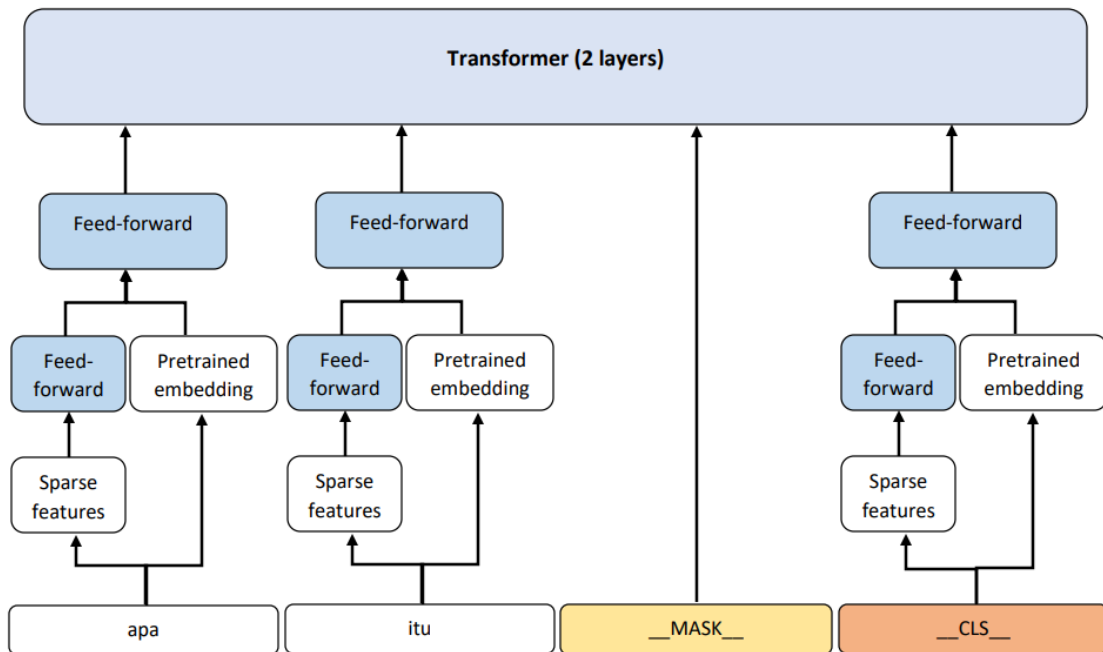 Transformer (2 layers)
Feed-forward
Feed-forward
Feed-forward
Feed-
forward
Pretrained
embedding
Feed-
forward
Pretrained
embedding
Feed-
forward
Pretrained
embedding
Sparse
features
Sparse
features
Sparse
features
apa
itu
__MASK__
__CLS__